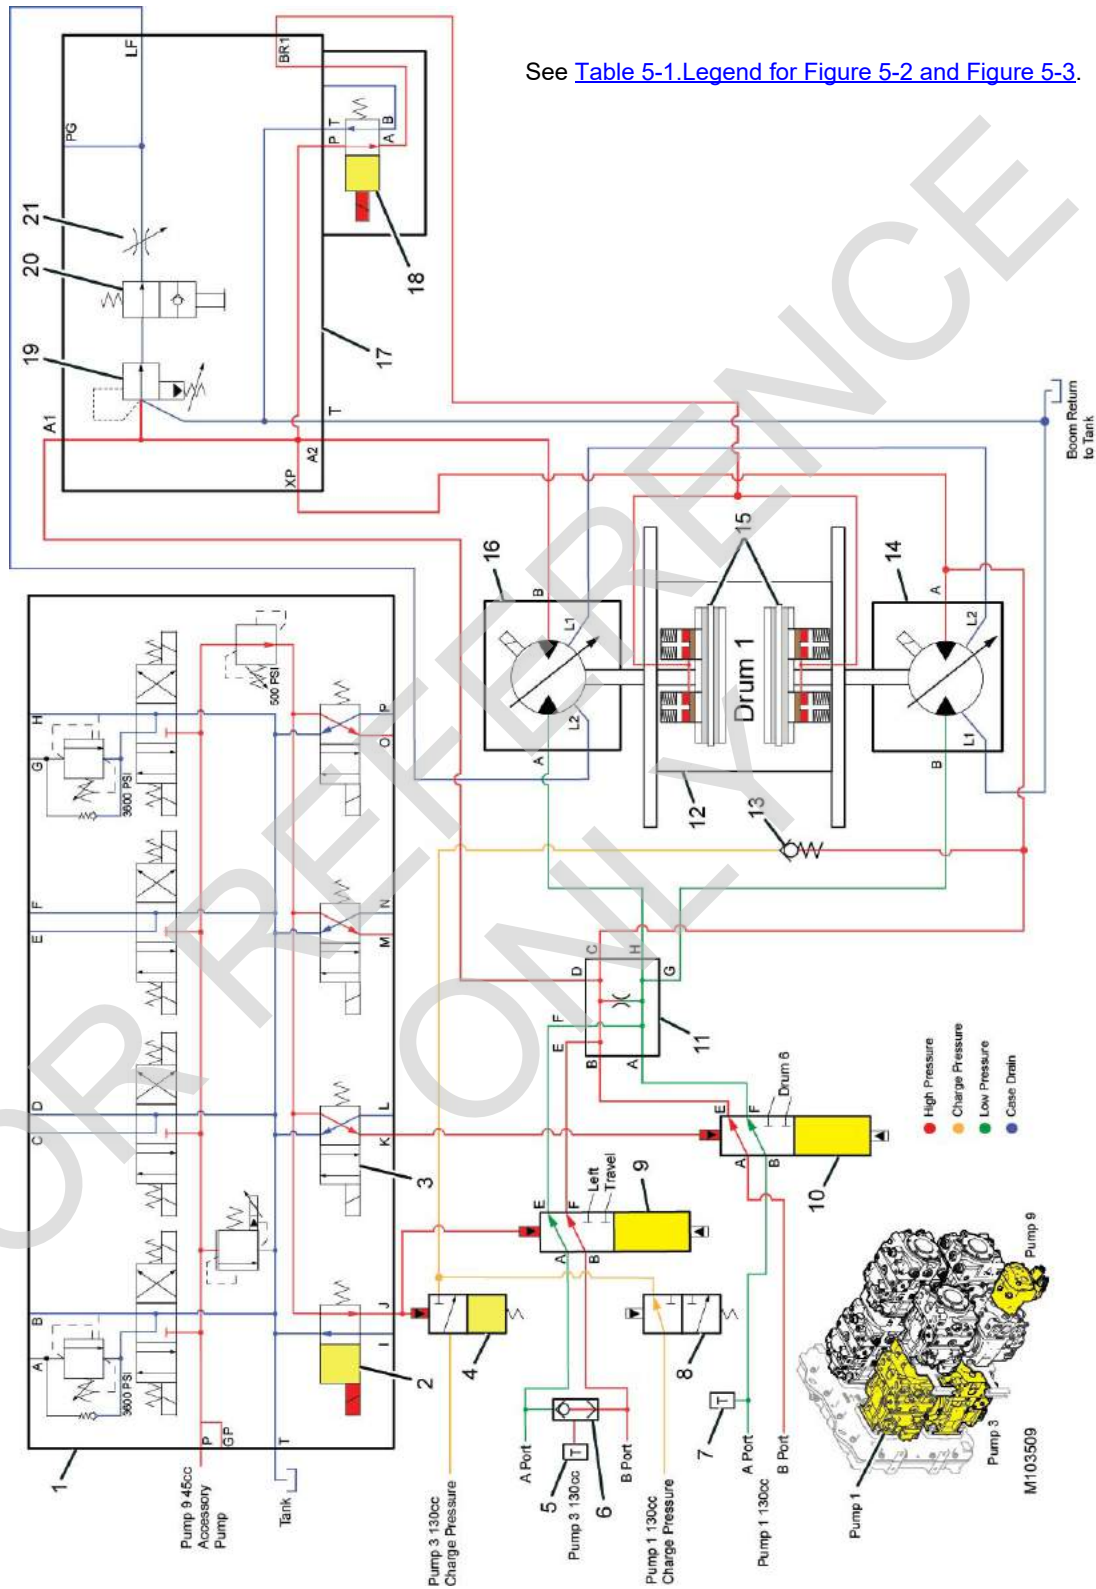 See Table 5-1.Legend for Figure 5-2 and Figure 5-3.
FOR REFERENCE
ONLY
LF
BR1
PG
P
T
A
B
21
20
19
18
17
A1
A2
XP
T
Boom Return
to Tank
16
B
A
L1
L2
15
Drum 1
12
13
14
A
B
L2
L1
1
H
G
3600 PSI
500 PSI
P
O
F
E
N
M
D
C
L
K
3
B
A
3600 PSI
J
I
2
P
GP
T
Pump 9 45cc
Accessory
Pump
Tank
D
C
H
G
F
E
B
A
11
E
F
A
B
Left
Travel
9
E
F
A
B
Drum 6
10
4
8
Pump 3 130cc
Charge Pressure
A Port
T
5
6
Pump 3 130cc
B Port
Pump 1 130cc
Charge Pressure
7
T
A Port
Pump 1 130cc
B Port
High Pressure
Charge Pressure
Low Pressure
Case Drain
Pump 1
Pump 3
Pump 9
M103509